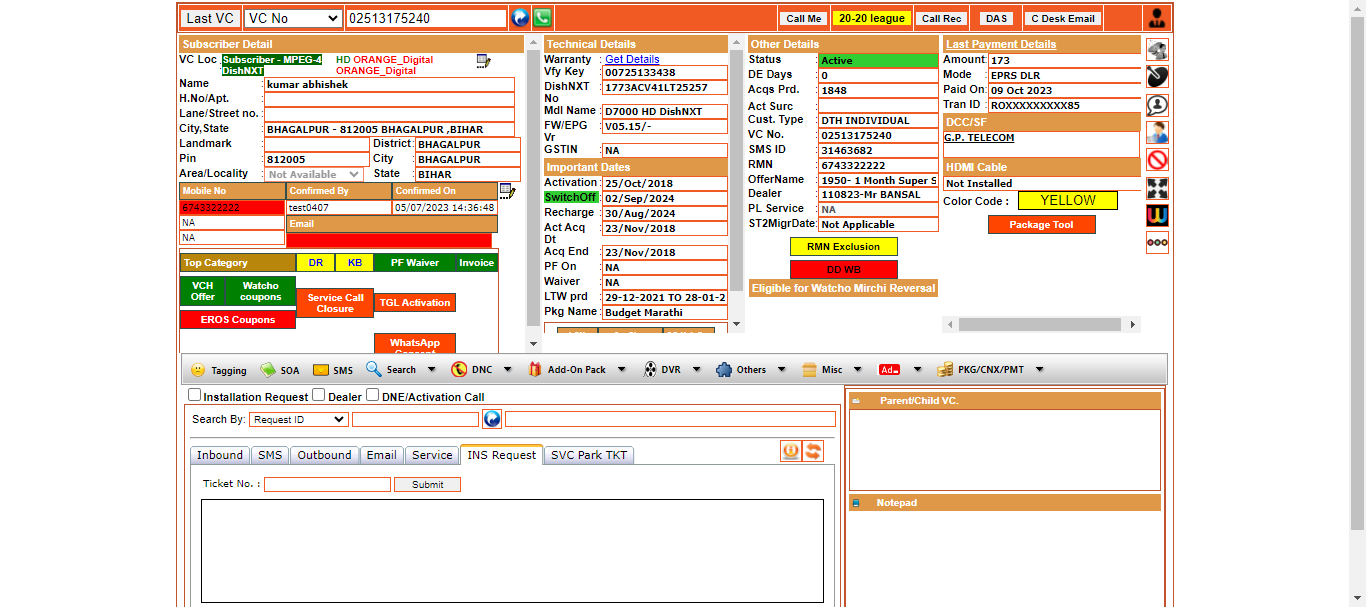 Last VC VC No 02513175240 Call Me 20-20 league Call Rec DAS C Desk Email
Subscriber Detail
VC Loc. Subscriber - MPEG-4 HD ORANGE_Digital
DishNXT ORANGE_Digital
Name : kumar abhishek
H.No/Apt. :
Lane/Street no. :
City,State : BHAGALPUR - 812005 BHAGALPUR ,BIHAR
Landmark : District : BHAGALPUR
Pin : 812005 City : BHAGALPUR
Area/Locality : Not Available State : BIHAR
Mobile No Confirmed By Confirmed On
6743322222 test0407 05/07/2023 14:36:48
NA Email
NA
Top Category DR KB PF Waiver Invoice
VCH Offer Watcho coupons Service Call Closure TGL Activation
EROS Coupons
WhatsApp
Technical Details
Warranty : Get Details
Vfy Key : 00725133438
DishNXT No : 1773ACV41LT25257
Mdl Name : D7000 HD DishNXT
FW/EPG Vr : V05.15/-
GSTIN : NA
Important Dates
Activation : 25/Oct/2018
SwitchOff : 02/Sep/2024
Recharge : 30/Aug/2024
Act Acq Dt : 23/Nov/2018
Acq End : 23/Nov/2018
PF On : NA
Waiver : NA
LTW prd : 29-12-2021 TO 28-01-2
Pkg Name : Budget Marathi
Other Details
Status : Active
DE Days : 0
Acqs Prd. : 1848
Act Surc :
Cust. Type : DTH INDIVIDUAL
VC No. : 02513175240
SMS ID : 31463682
RMN : 6743322222
OfferName : 1950- 1 Month Super S
Dealer : 110823-Mr BANSAL
PL Service : NA
ST2MigrDate : Not Applicable
RMN Exclusion
DD WB
Eligible for Watcho Mirchi Reversal
Last Payment Details
Amount : 173
Mode : EPRS DLR
Paid On : 09 Oct 2023
Tran ID : ROXXXXXXXXX85
DCC/SF
G.P. TELECOM
HDMI Cable
Not Installed
Color Code : YELLOW
Package Tool
Tagging SOA SMS Search DNC Add-On Pack DVR Others Misc Ad PKG/CNX/PMT
Installation Request Dealer DNE/Activation Call
Search By: Request ID
Inbound SMS Outbound Email Service INS Request SVC Park TKT
Ticket No. : Submit
Parent/Child VC.
Notepad